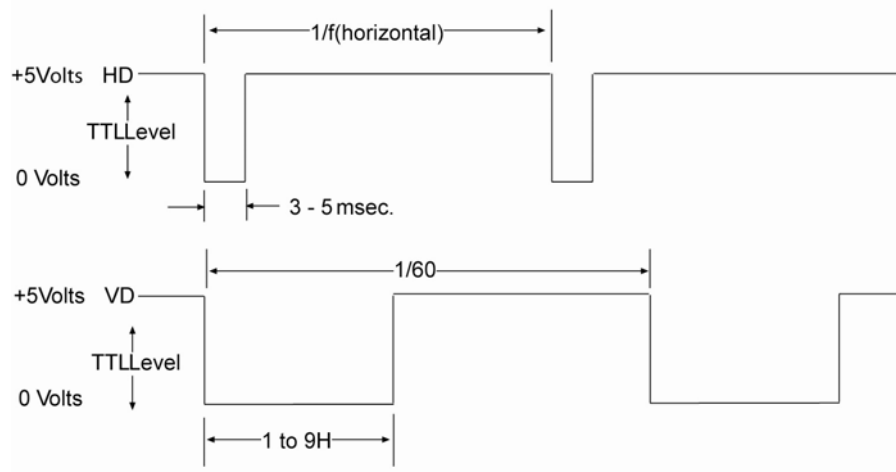 1/f(horizontal)
+5Volts HD
TTLLevel
0 Volts
3 - 5 msec.
1/60
+5Volts VD
TTLLevel
0 Volts
1 to 9H